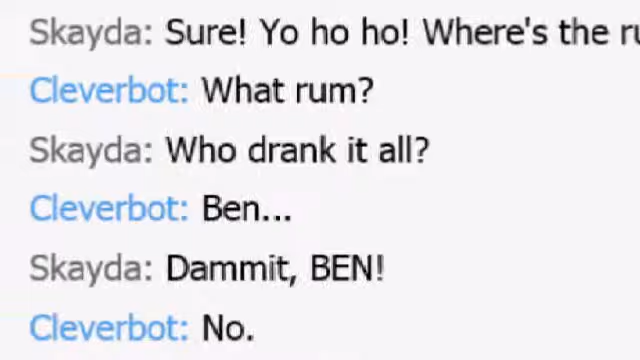 Skayda: Sure! Yo ho ho! Where's the
Cleverbot: What rum?
Skayda: Who drank it all?
Cleverbot: Ben...
Skayda: Dammit, BEN!
Cleverbot: No.